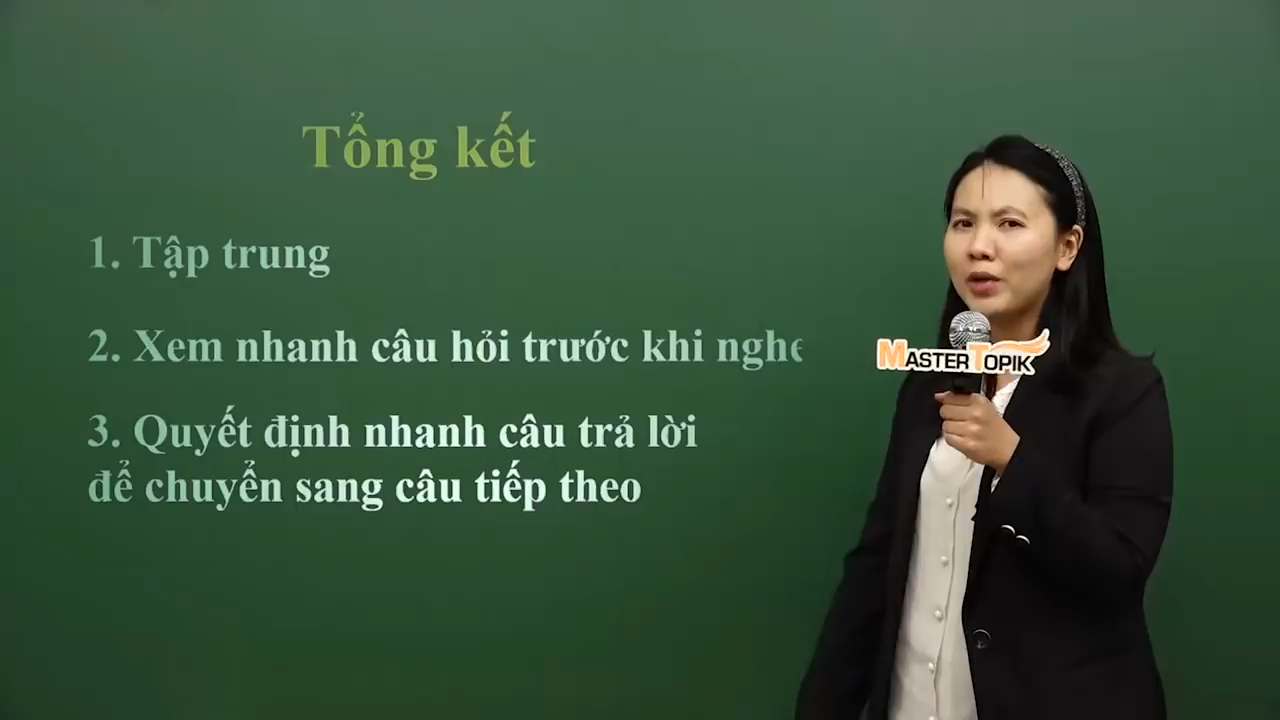 Tổng kết
1. Tập trung
2. Xem nhanh câu hỏi trước khi nghe
3. Quyết định nhanh câu trả lời
để chuyển sang câu tiếp theo
MASTER TOPIK